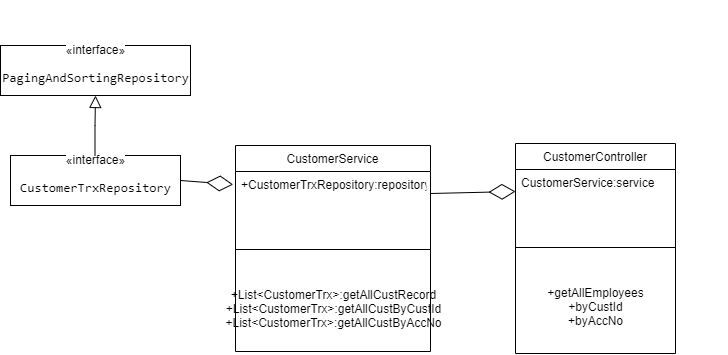 «interface»
PagingAndSortingRepository
«interface»
CustomerTrxRepository
CustomerService
+CustomerTrxRepository:repository
+List<CustomerTrx>:getAllCustRecord
+List<CustomerTrx>:getAllCustByCustId
+List<CustomerTrx>:getAllCustByAccNo
CustomerController
CustomerService:service
+getAllEmployees
+byCustId
+byAccNo